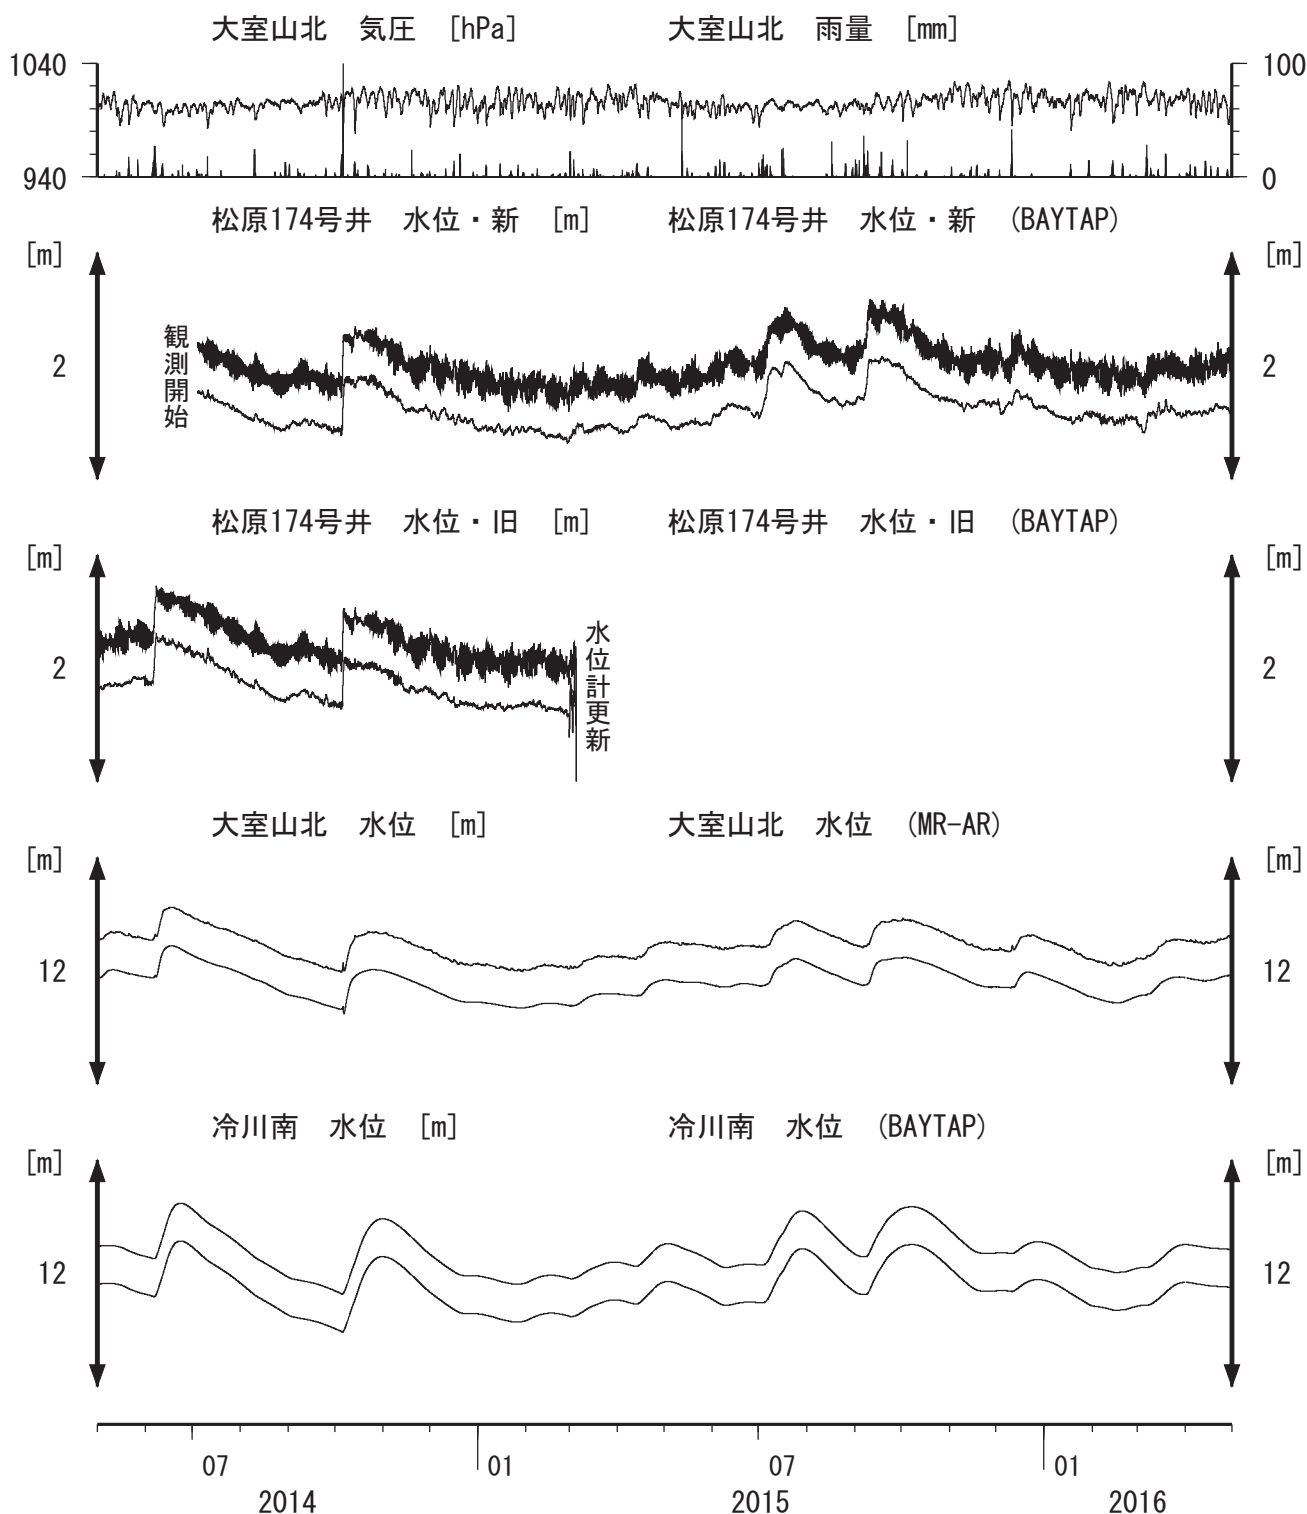 大室山北　気圧　[hPa]　大室山北　雨量　[mm]
1040　100
940　0
松原174号井　水位・新　[m]　松原174号井　水位・新　(BAYTAP)
[m]　[m]
観測開始
2　2
松原174号井　水位・旧　[m]　松原174号井　水位・旧　(BAYTAP)
[m]　[m]
水位計更新
2　2
大室山北　水位　[m]　大室山北　水位　(MR-AR)
[m]　[m]
12　12
冷川南　水位　[m]　冷川南　水位　(BAYTAP)
[m]　[m]
12　12
07　01　07　01
2014　2015　2016